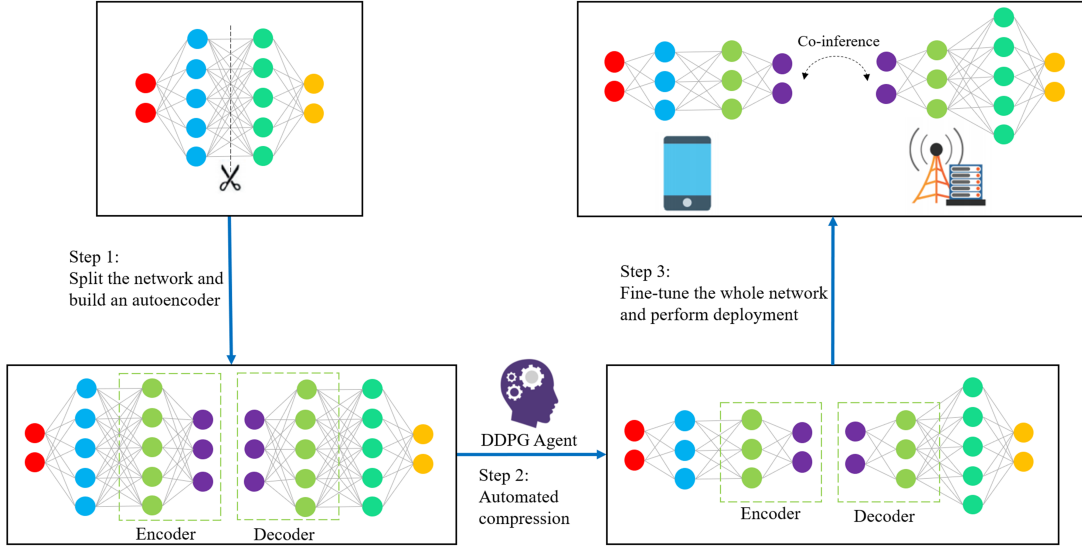 Step 1:
Split the network and
build an autoencoder
Encoder
Decoder
DDPG Agent
Step 2:
Automated
compression
Encoder
Decoder
Step 3:
Fine-tune the whole network
and perform deployment
Co-inference